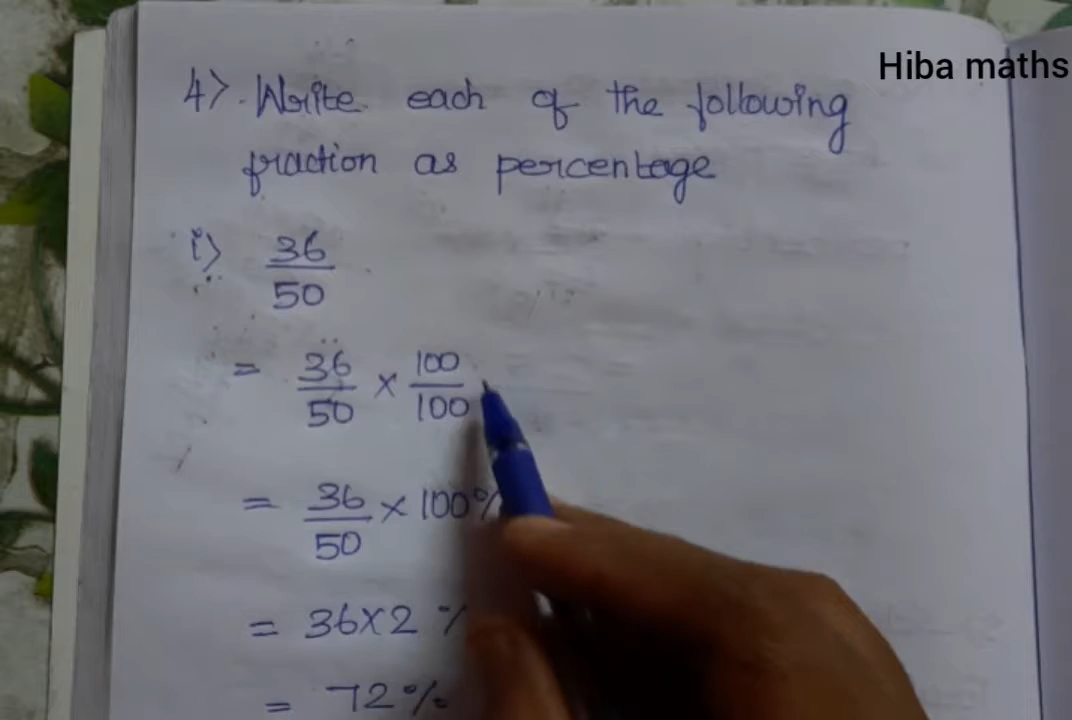 Hiba maths
4). Write each of the following
fraction as percentage
i) 36/50
= 36/50 × 100/100
= 36/50 × 100%
= 36×2 %
= 72%